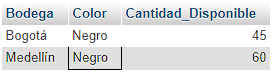 Bodega Color Cantidad_Disponible
Bogotá Negro 45
Medellín Negro 60